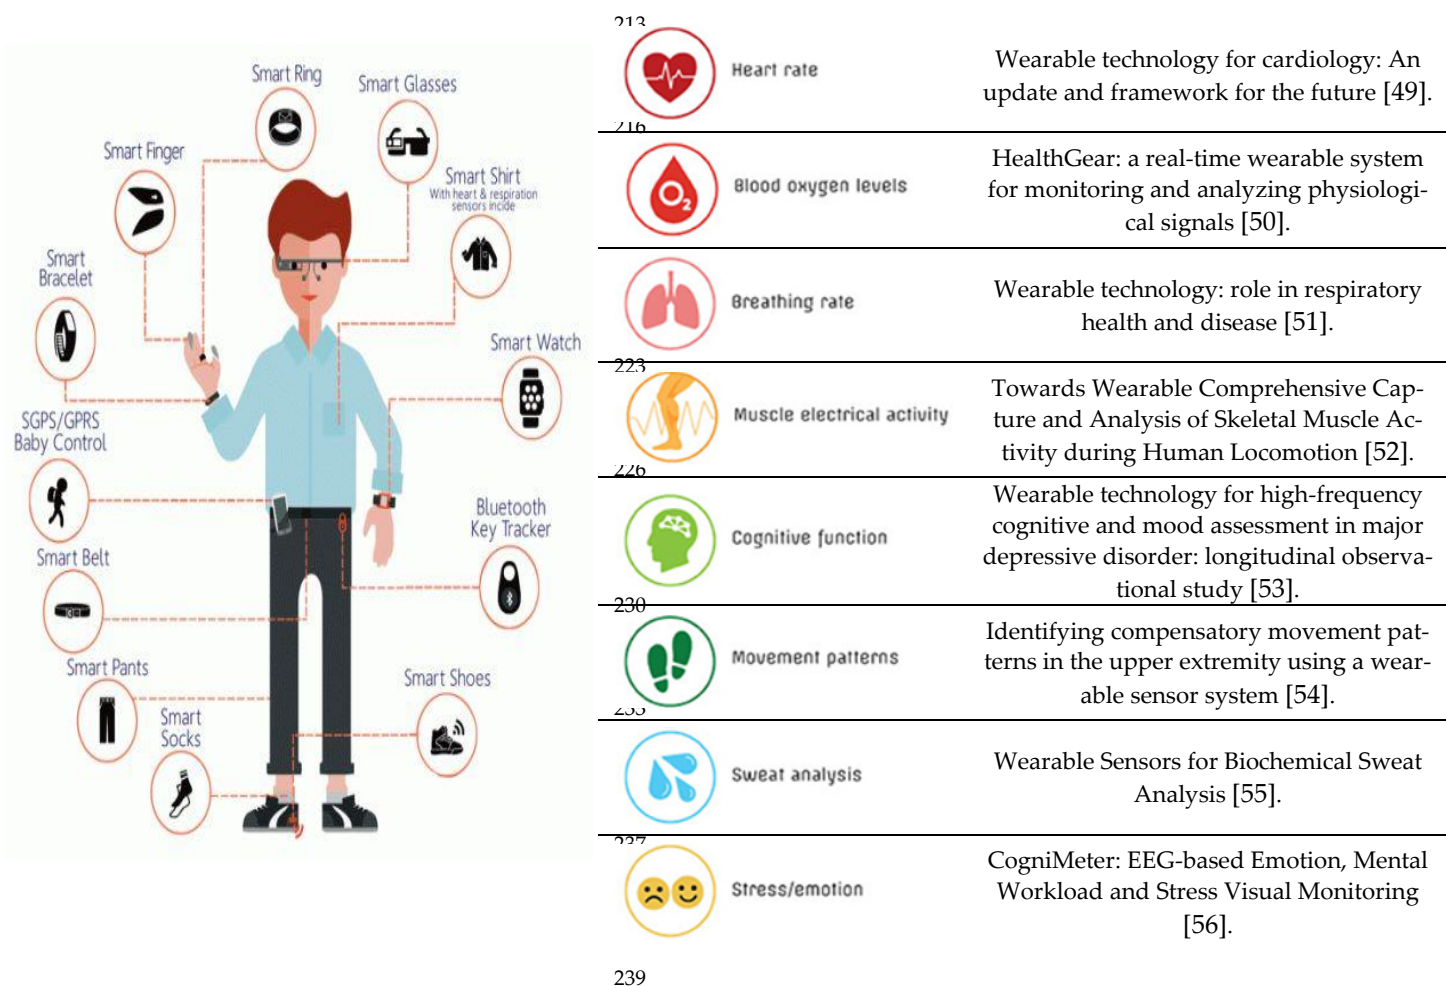 Smart Ring
Smart Glasses
Smart Finger
Smart Shirt
With heart & respiration
sensors incide
Smart
Bracelet
Smart Watch
SGPS/GPRS
Baby Control
Bluetooth
Key Tracker
Smart Belt
Smart Pants
Smart Shoes
Smart
Socks
213
Heart rate
Wearable technology for cardiology: An
update and framework for the future [49].
216
Blood oxygen levels
O2
HealthGear: a real-time wearable system
for monitoring and analyzing physiologi-
cal signals [50].
Breathing rate
Wearable technology: role in respiratory
health and disease [51].
223
Muscle electrical activity
Towards Wearable Comprehensive Cap-
ture and Analysis of Skeletal Muscle Ac-
tivity during Human Locomotion [52].
226
Cognitive function
Wearable technology for high-frequency
cognitive and mood assessment in major
depressive disorder: longitudinal observa-
tional study [53].
230
Movement patterns
Identifying compensatory movement pat-
terns in the upper extremity using a wear-
able sensor system [54].
Sweat analysis
Wearable Sensors for Biochemical Sweat
Analysis [55].
237
Stress/emotion
CogniMeter: EEG-based Emotion, Mental
Workload and Stress Visual Monitoring
[56].
239